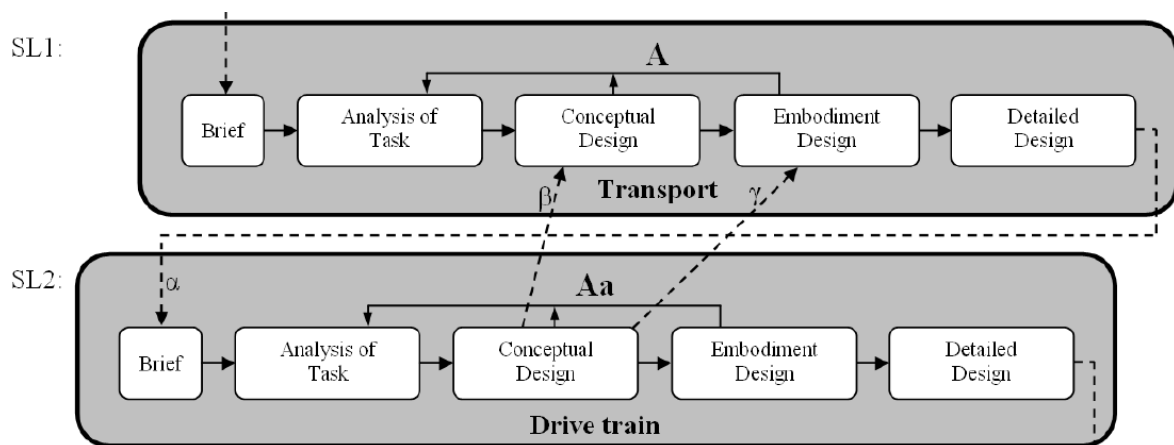 SL1:
A
Brief
Analysis of
Task
Conceptual
Design
Embodiment
Design
Detailed
Design
β
Transport
γ
SL2:
α
Aa
Brief
Analysis of
Task
Conceptual
Design
Embodiment
Design
Detailed
Design
Drive train